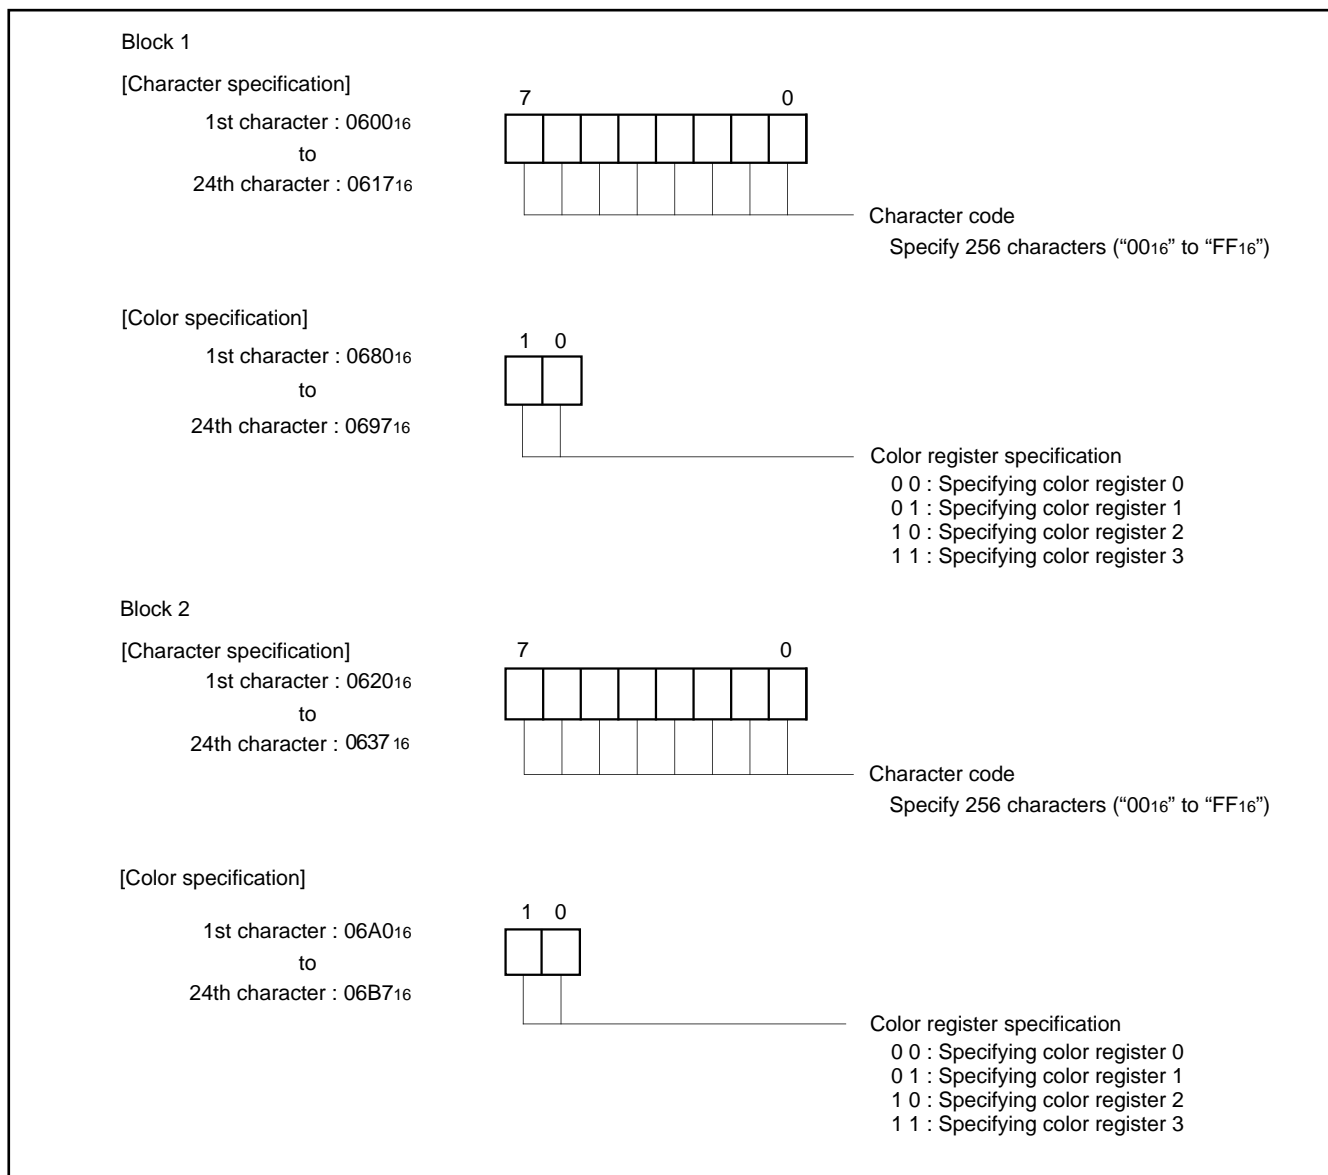 Block 1
[Character specification]
7 0
1st character : 0600₁₆
to
24th character : 0617₁₆
Character code
Specify 256 characters (“00₁₆” to “FF₁₆”)
[Color specification]
1 0
1st character : 0680₁₆
to
24th character : 0697₁₆
Color register specification
0 0 : Specifying color register 0
0 1 : Specifying color register 1
1 0 : Specifying color register 2
1 1 : Specifying color register 3
Block 2
[Character specification]
7 0
1st character : 0620₁₆
to
24th character : 0637₁₆
Character code
Specify 256 characters (“00₁₆” to “FF₁₆”)
[Color specification]
1 0
1st character : 06A0₁₆
to
24th character : 06B7₁₆
Color register specification
0 0 : Specifying color register 0
0 1 : Specifying color register 1
1 0 : Specifying color register 2
1 1 : Specifying color register 3